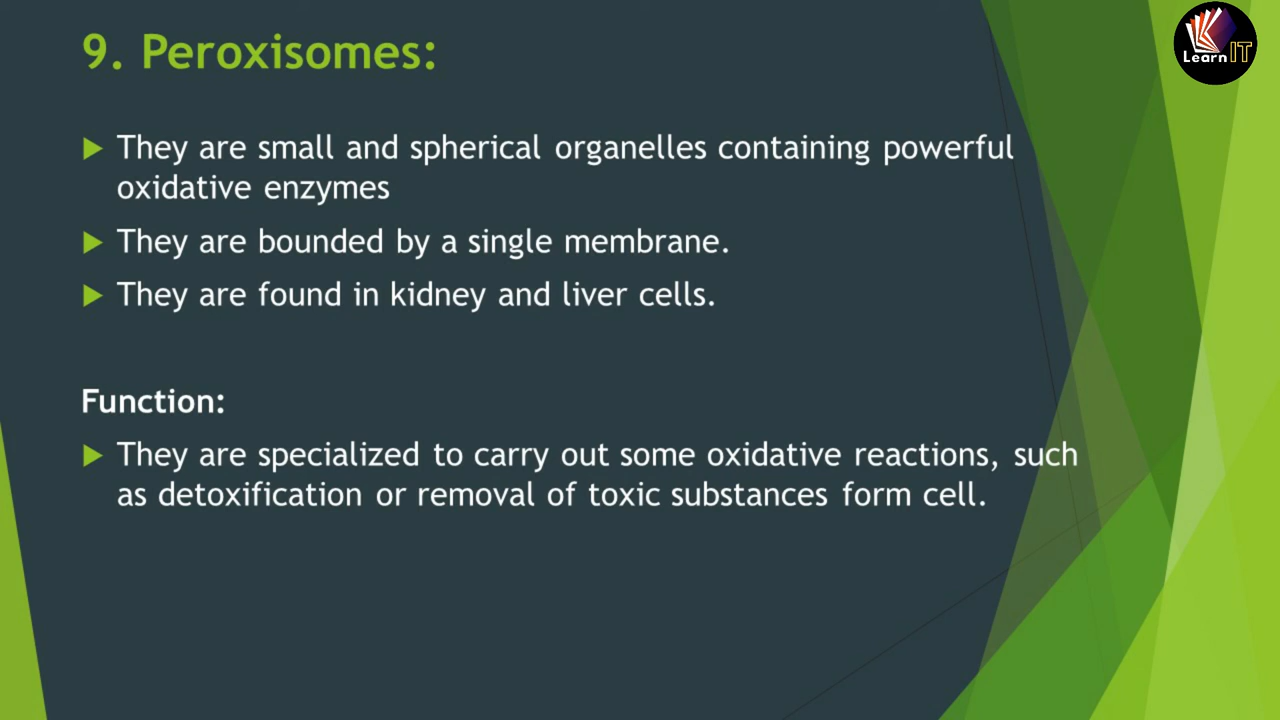 9. Peroxisomes:
Learn IT
They are small and spherical organelles containing powerful
oxidative enzymes
They are bounded by a single membrane.
They are found in kidney and liver cells.
Function:
They are specialized to carry out some oxidative reactions, such
as detoxification or removal of toxic substances form cell.